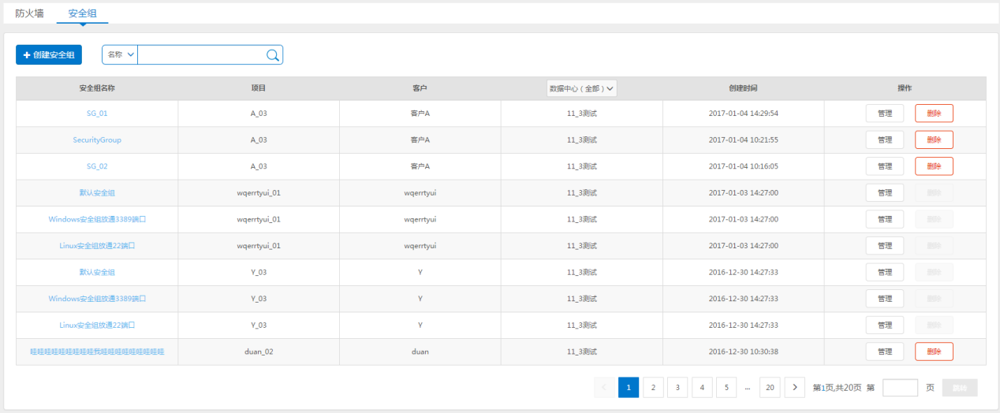 防火墙 安全组
+ 创建安全组 名称
安全组名称 项目 客户 数据中心（全部） 创建时间 操作
SG_01 A_03 客户A 11_3测试 2017-01-04 14:29:54 管理 删除
SecurityGroup A_03 客户A 11_3测试 2017-01-04 10:21:55 管理 删除
SG_02 A_03 客户A 11_3测试 2017-01-04 10:16:05 管理 删除
默认安全组 wqerrtyui_01 wqerrtyui 11_3测试 2017-01-03 14:27:00 管理 删除
Windows安全组放通3389端口 wqerrtyui_01 wqerrtyui 11_3测试 2017-01-03 14:27:00 管理 删除
Linux安全组放通22端口 wqerrtyui_01 wqerrtyui 11_3测试 2017-01-03 14:27:00 管理 删除
默认安全组 Y_03 Y 11_3测试 2016-12-30 14:27:33 管理 删除
Windows安全组放通3389端口 Y_03 Y 11_3测试 2016-12-30 14:27:33 管理 删除
Linux安全组放通22端口 Y_03 Y 11_3测试 2016-12-30 14:27:33 管理 删除
哇哇哇哇哇哇哇哇哇我哇哇哇哇哇哇哇哇哇 duan_02 duan 11_3测试 2016-12-30 10:30:38 管理 删除
< 1 2 3 4 5 ... 20 > 第1页,共20页 第 页 跳转